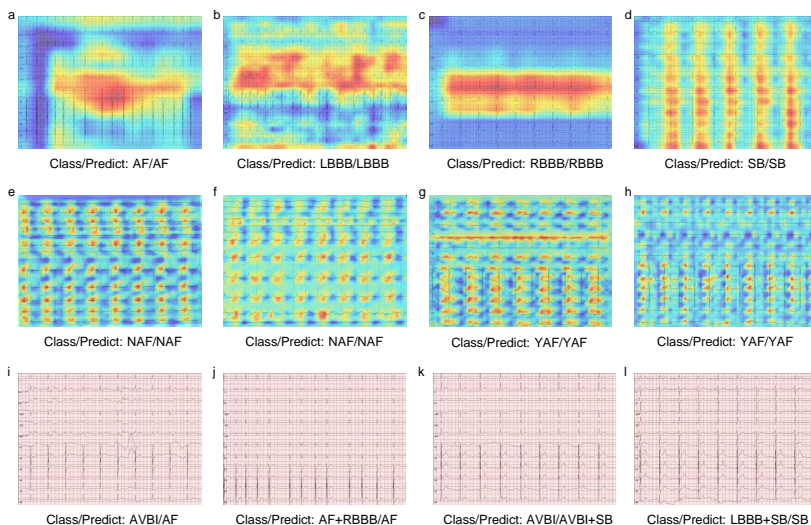 a b c d
Class/Predict: AF/AF Class/Predict: LBBB/LBBB Class/Predict: RBBB/RBBB Class/Predict: SB/SB
e f g h
Class/Predict: NAF/NAF Class/Predict: NAF/NAF Class/Predict: YAF/YAF Class/Predict: YAF/YAF
i j k l
Class/Predict: AVBI/AF Class/Predict: AF+RBBB/AF Class/Predict: AVBI/AVBI+SB Class/Predict: LBBB+SB/SB